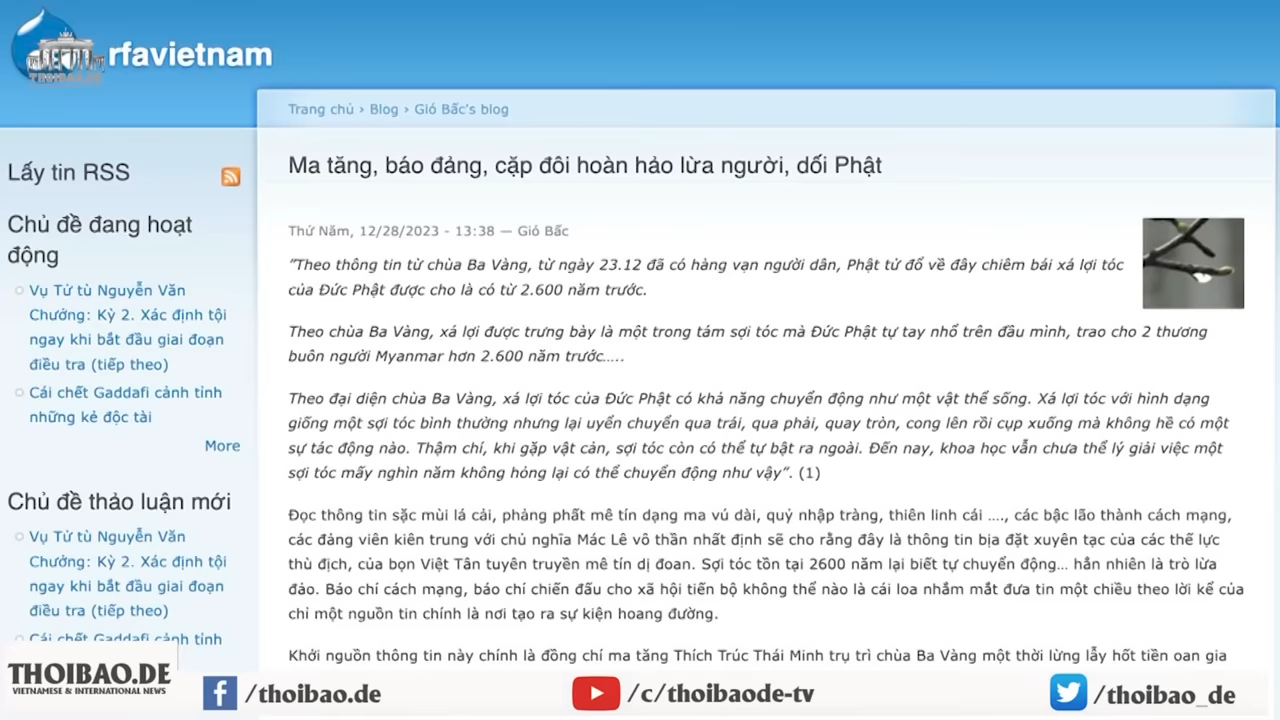 THOIBAO.DE
rfavietnam
Trang chủ › Blog › Gió Bấc's blog
Lấy tin RSS
Chủ đề đang hoạt
động
Vụ Tử tù Nguyễn Văn
Chưởng: Kỳ 2. Xác định tội
ngay khi bắt đầu giai đoạn
điều tra (tiếp theo)
Cái chết Gaddafi cảnh tỉnh
những kẻ độc tài
More
Chủ đề thảo luận mới
Vụ Tử tù Nguyễn Văn
Chưởng: Kỳ 2. Xác định tội
ngay khi bắt đầu giai đoạn
điều tra (tiếp theo)
Cái chết Gaddafi cảnh tỉnh
Ma tăng, báo đảng, cặp đôi hoàn hảo lừa người, dối Phật
Thứ Năm, 12/28/2023 - 13:38 — Gió Bấc
"Theo thông tin từ chùa Ba Vàng, từ ngày 23.12 đã có hàng vạn người dân, Phật tử đổ về đây chiêm bái xá lợi tóc
của Đức Phật được cho là có từ 2.600 năm trước.
Theo chùa Ba Vàng, xá lợi được trưng bày là một trong tám sợi tóc mà Đức Phật tự tay nhổ trên đầu mình, trao cho 2 thương
buôn người Myanmar hơn 2.600 năm trước.....
Theo đại diện chùa Ba Vàng, xá lợi tóc của Đức Phật có khả năng chuyển động như một vật thể sống. Xá lợi tóc với hình dạng
giống một sợi tóc bình thường nhưng lại uyển chuyển qua trái, qua phải, quay tròn, cong lên rồi cụp xuống mà không hề có một
sự tác động nào. Thậm chí, khi gặp vật cản, sợi tóc còn có thể tự bật ra ngoài. Đến nay, khoa học vẫn chưa thể lý giải việc một
sợi tóc mấy nghìn năm không hỏng lại có thể chuyển động như vậy". (1)
Đọc thông tin sặc mùi lá cải, phảng phất mê tín dạng ma vú dài, quỷ nhập tràng, thiên linh cái ...., các bậc lão thành cách mạng,
các đảng viên kiên trung với chủ nghĩa Mác Lê vô thần nhất định sẽ cho rằng đây là thông tin bịa đặt xuyên tạc của các thế lực
thù địch, của bọn Việt Tân tuyên truyền mê tín dị đoan. Sợi tóc tồn tại 2600 năm lại biết tự chuyển động... hẳn nhiên là trò lừa
đảo. Báo chí cách mạng, báo chí chiến đấu cho xã hội tiến bộ không thể nào là cái loa nhắm mắt đưa tin một chiều theo lời kể của
chỉ một nguồn tin chính là nơi tạo ra sự kiện hoang đường.
Khởi nguồn thông tin này chính là đồng chí ma tăng Thích Trúc Thái Minh trụ trì chùa Ba Vàng một thời lừng lẫy hốt tiền oan gia
THOIBAO.DE
VIETNAMESE & INTERNATIONAL NEWS
/thoibao.de
/c/thoibaode-tv
/thoibao_de